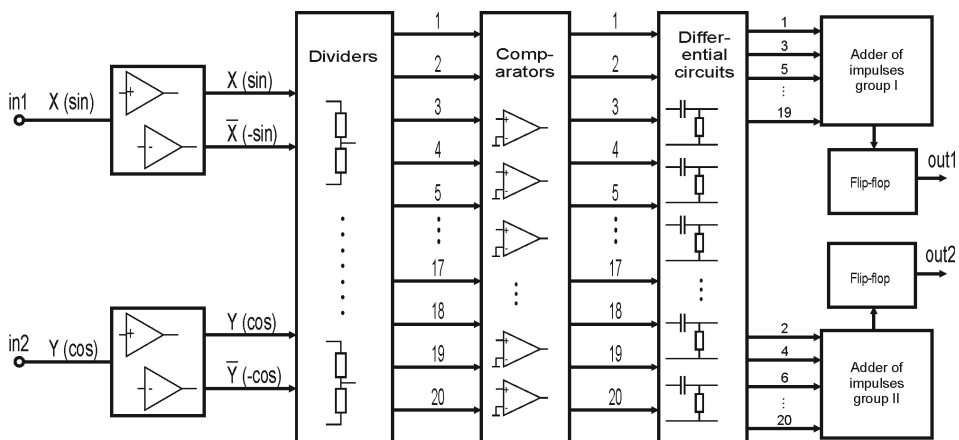 in1
X (sin)
+
-
X (sin)
X̅ (-sin)
in2
Y (cos)
+
-
Y (cos)
Y̅ (-cos)
Dividers
1
2
3
4
5
17
18
19
20
Comp-
arators
+
-
+
-
+
-
+
-
+
-
1
2
3
4
5
17
18
19
20
Differ-
ential
circuits
1
3
5
...
19
Adder of
impulses
group I
Flip-flop
out1
Flip-flop
out2
2
4
6
...
20
Adder of
impulses
group II